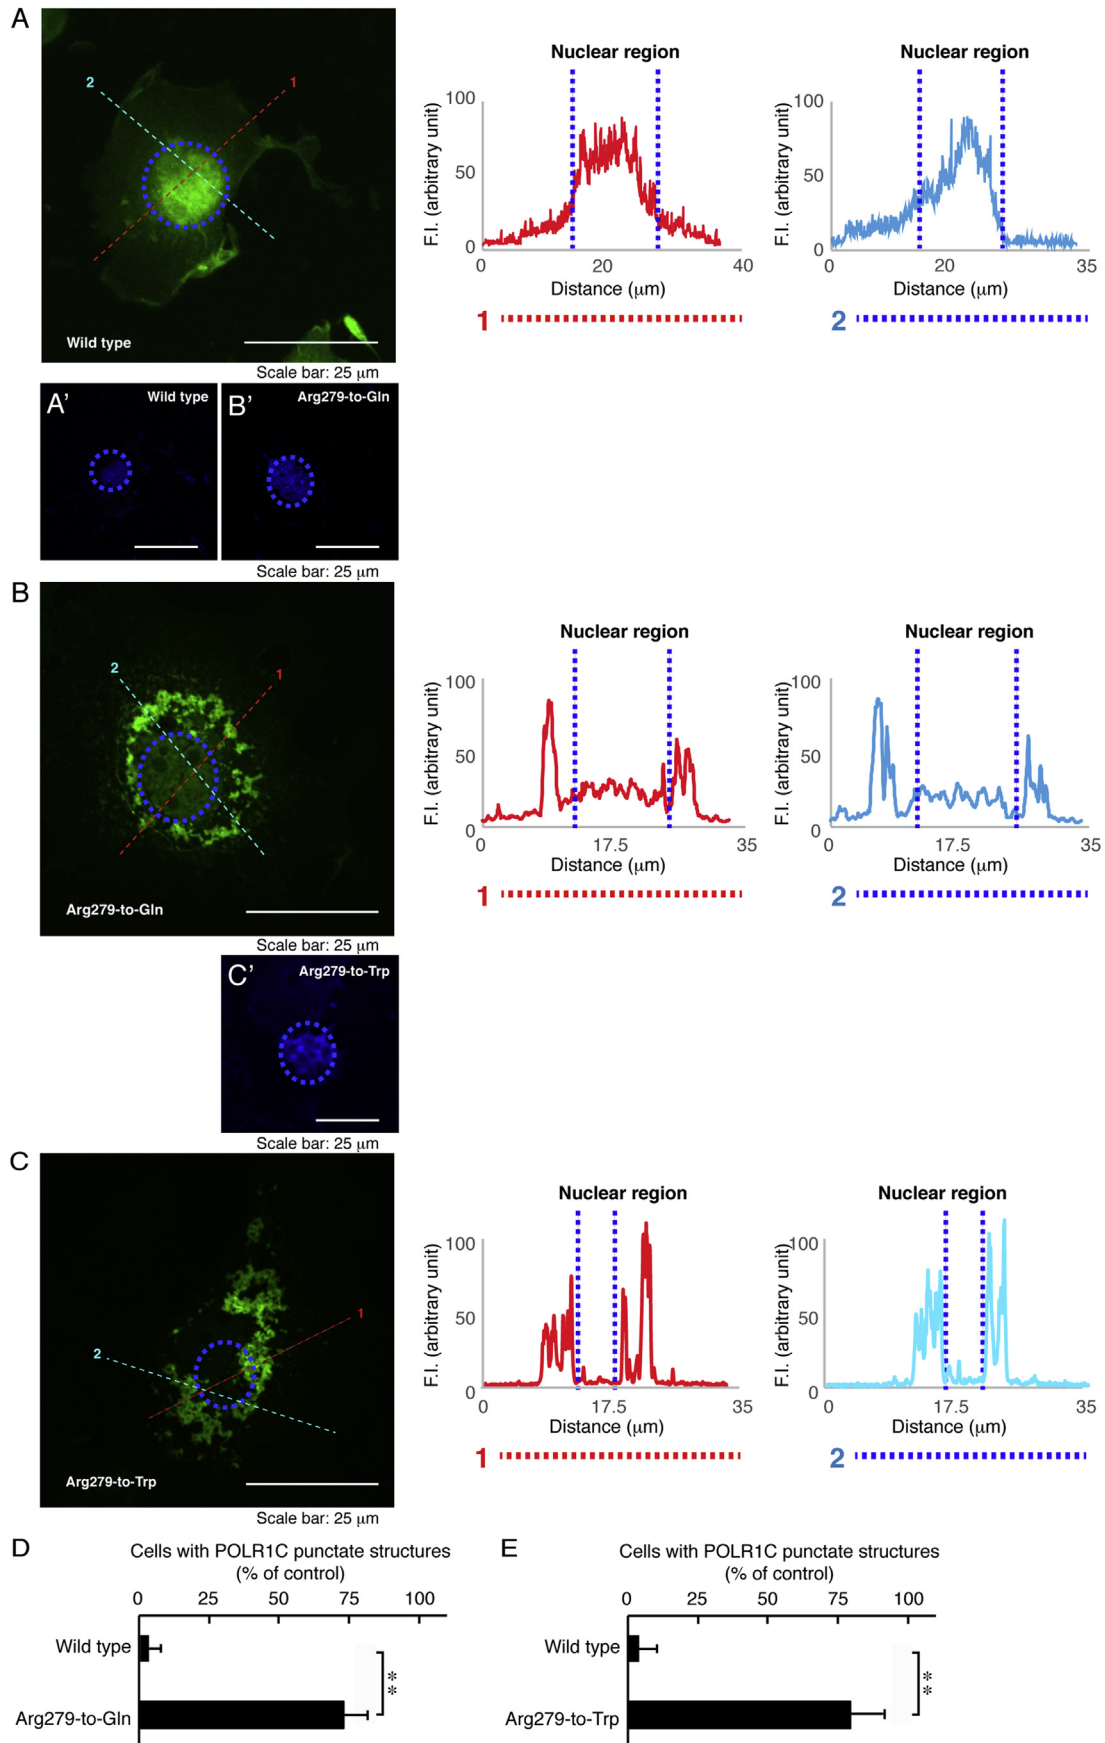 A
2
1
Wild type
Scale bar: 25 μm
Nuclear region
F.I. (arbitrary unit)
100
50
0
0
20
40
Distance (μm)
1
Nuclear region
F.I. (arbitrary unit)
100
50
0
0
20
35
Distance (μm)
2
A’
Wild type
B’
Arg279-to-Gln
Scale bar: 25 μm
B
2
1
Arg279-to-Gln
Scale bar: 25 μm
Nuclear region
F.I. (arbitrary unit)
100
50
0
0
17.5
35
Distance (μm)
1
Nuclear region
F.I. (arbitrary unit)
100
50
0
0
17.5
35
Distance (μm)
2
C’
Arg279-to-Trp
Scale bar: 25 μm
C
1
2
Arg279-to-Trp
Scale bar: 25 μm
Nuclear region
F.I. (arbitrary unit)
100
50
0
0
17.5
35
Distance (μm)
1
Nuclear region
F.I. (arbitrary unit)
100
50
0
0
17.5
35
Distance (μm)
2
D
Cells with POLR1C punctate structures
(% of control)
0 25 50 75 100
Wild type
Arg279-to-Gln
**
E
Cells with POLR1C punctate structures
(% of control)
0 25 50 75 100
Wild type
Arg279-to-Trp
**